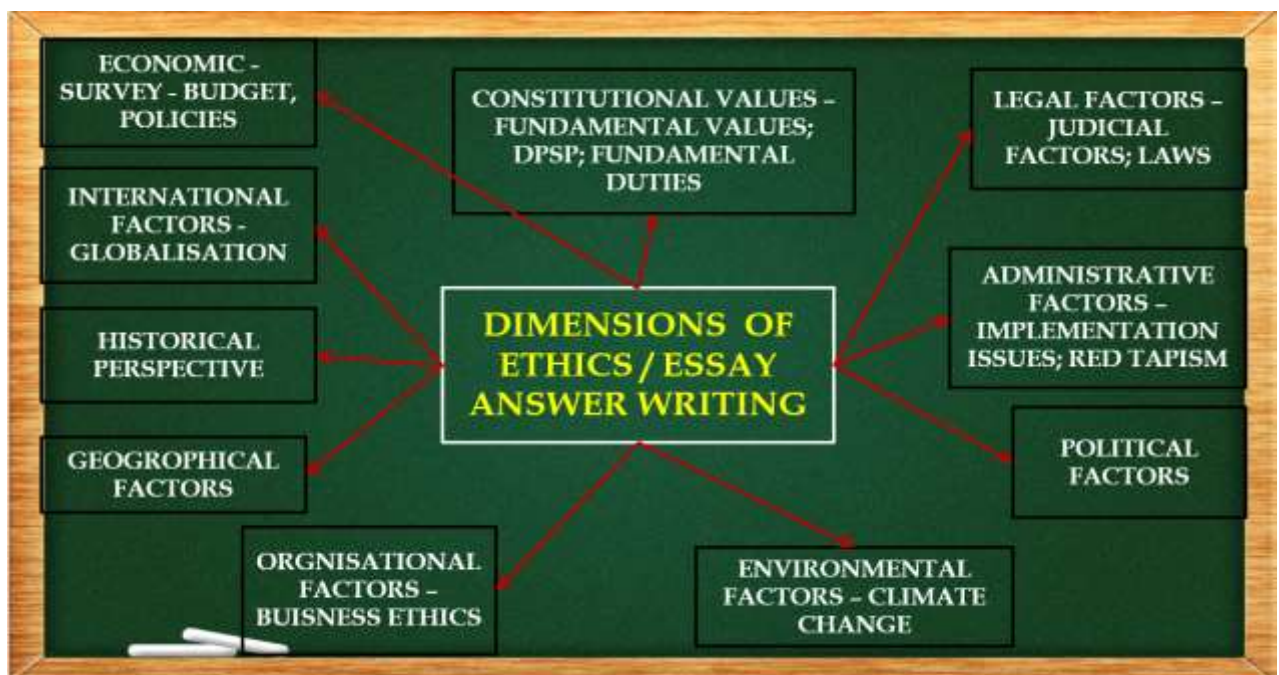 ECONOMIC -
SURVEY - BUDGET,
POLICIES
CONSTITUTIONAL VALUES –
FUNDAMENTAL VALUES;
DPSP; FUNDAMENTAL
DUTIES
LEGAL FACTORS –
JUDICIAL
FACTORS; LAWS
INTERNATIONAL
FACTORS -
GLOBALISATION
ADMINISTRATIVE
FACTORS –
IMPLEMENTATION
ISSUES; RED TAPISM
DIMENSIONS OF
ETHICS / ESSAY
ANSWER WRITING
HISTORICAL
PERSPECTIVE
GEOGROPHICAL
FACTORS
POLITICAL
FACTORS
ORGNISATIONAL
FACTORS –
BUISNESS ETHICS
ENVIRONMENTAL
FACTORS – CLIMATE
CHANGE